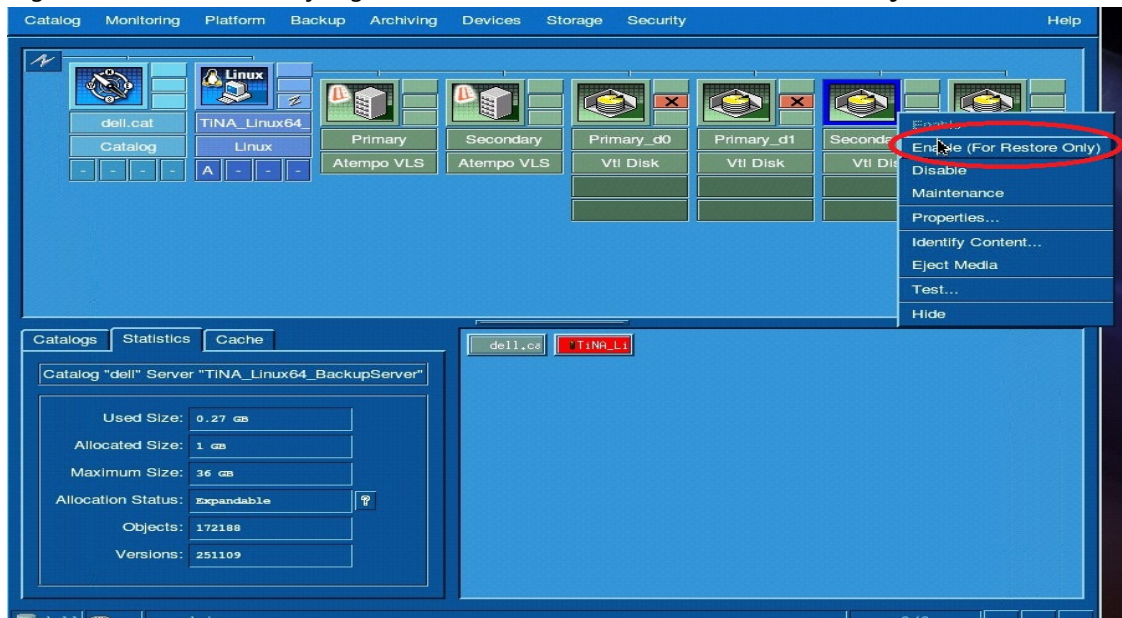 Catalog Monitoring Platform Backup Archiving Devices Storage Security Help
Linux
dell.cat TiNA_Linux64_ Primary Secondary Primary_d0 Primary_d1 Seconda
Catalog Linux Atempo VLS Atempo VLS Vtl Disk Vtl Disk Vtl Dis
- - - - A - - -
Enable
Enable (For Restore Only)
Disable
Maintenance
Properties...
Identify Content...
Eject Media
Test...
Hide
Catalogs Statistics Cache
dell.ca TiNA_Li
Catalog "dell" Server "TiNA_Linux64_BackupServer"
Used Size: 0.27 GB
Allocated Size: 1 GB
Maximum Size: 36 GB
Allocation Status: Expandable ?
Objects: 172188
Versions: 251109